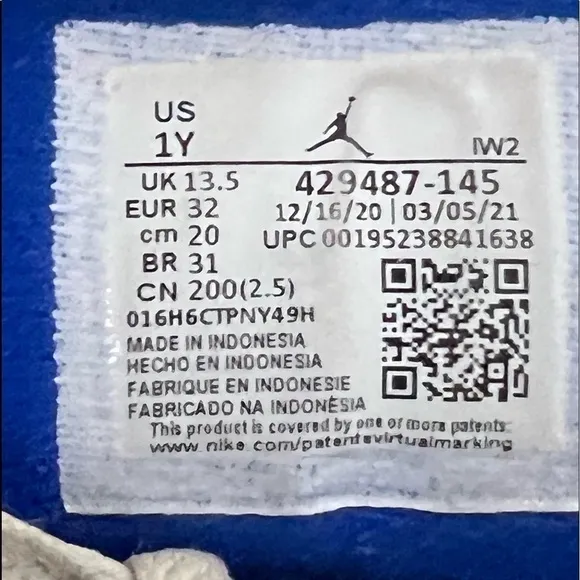 US
1Y
IW2
UK 13.5
429487-145
EUR 32
12/16/20 | 03/05/21
cm 20
UPC 00195238841638
BR 31
CN 200(2.5)
016H6CTPNY49H
MADE IN INDONESIA
HECHO EN INDONESIA
FABRIQUE EN INDONESIE
FABRICADO NA INDONÉSIA
This product is covered by one or more patents:
www.nike.com/patentsvirtualmarking